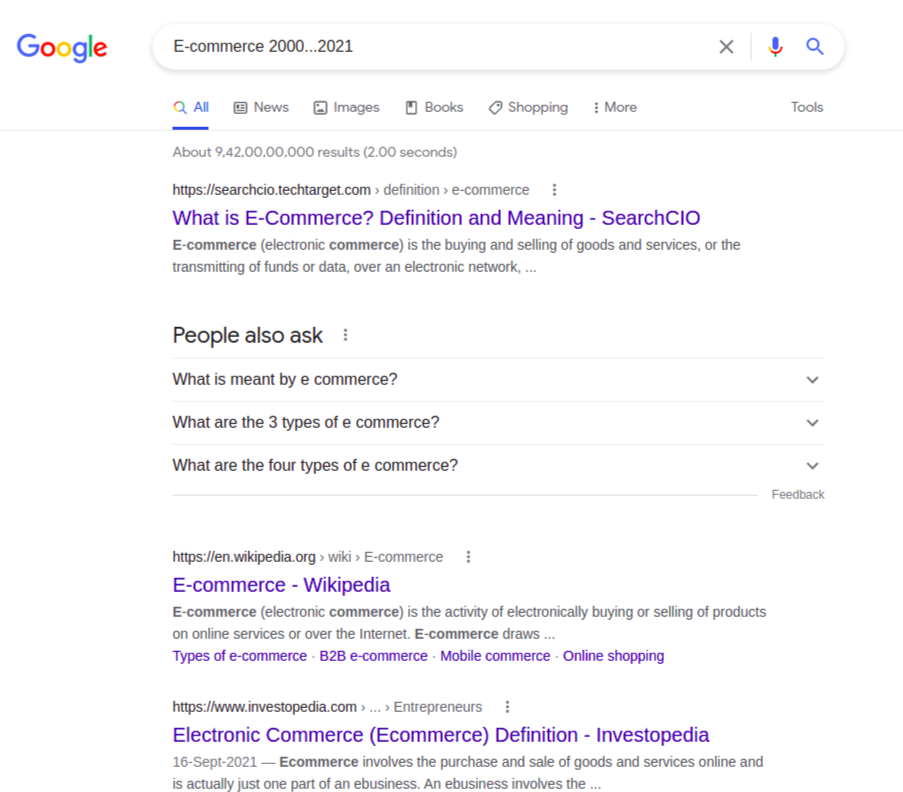 Google
E-commerce 2000...2021
All News Images Books Shopping More Tools
About 9,42,00,00,000 results (2.00 seconds)
https://searchcio.techtarget.com › definition › e-commerce
What is E-Commerce? Definition and Meaning - SearchCIO
E-commerce (electronic commerce) is the buying and selling of goods and services, or the
transmitting of funds or data, over an electronic network, ...
People also ask
What is meant by e commerce?
What are the 3 types of e commerce?
What are the four types of e commerce?
Feedback
https://en.wikipedia.org › wiki › E-commerce
E-commerce - Wikipedia
E-commerce (electronic commerce) is the activity of electronically buying or selling of products
on online services or over the Internet. E-commerce draws ...
Types of e-commerce · B2B e-commerce · Mobile commerce · Online shopping
https://www.investopedia.com › ... › Entrepreneurs
Electronic Commerce (Ecommerce) Definition - Investopedia
16-Sept-2021 — Ecommerce involves the purchase and sale of goods and services online and
is actually just one part of an ebusiness. An ebusiness involves the ...